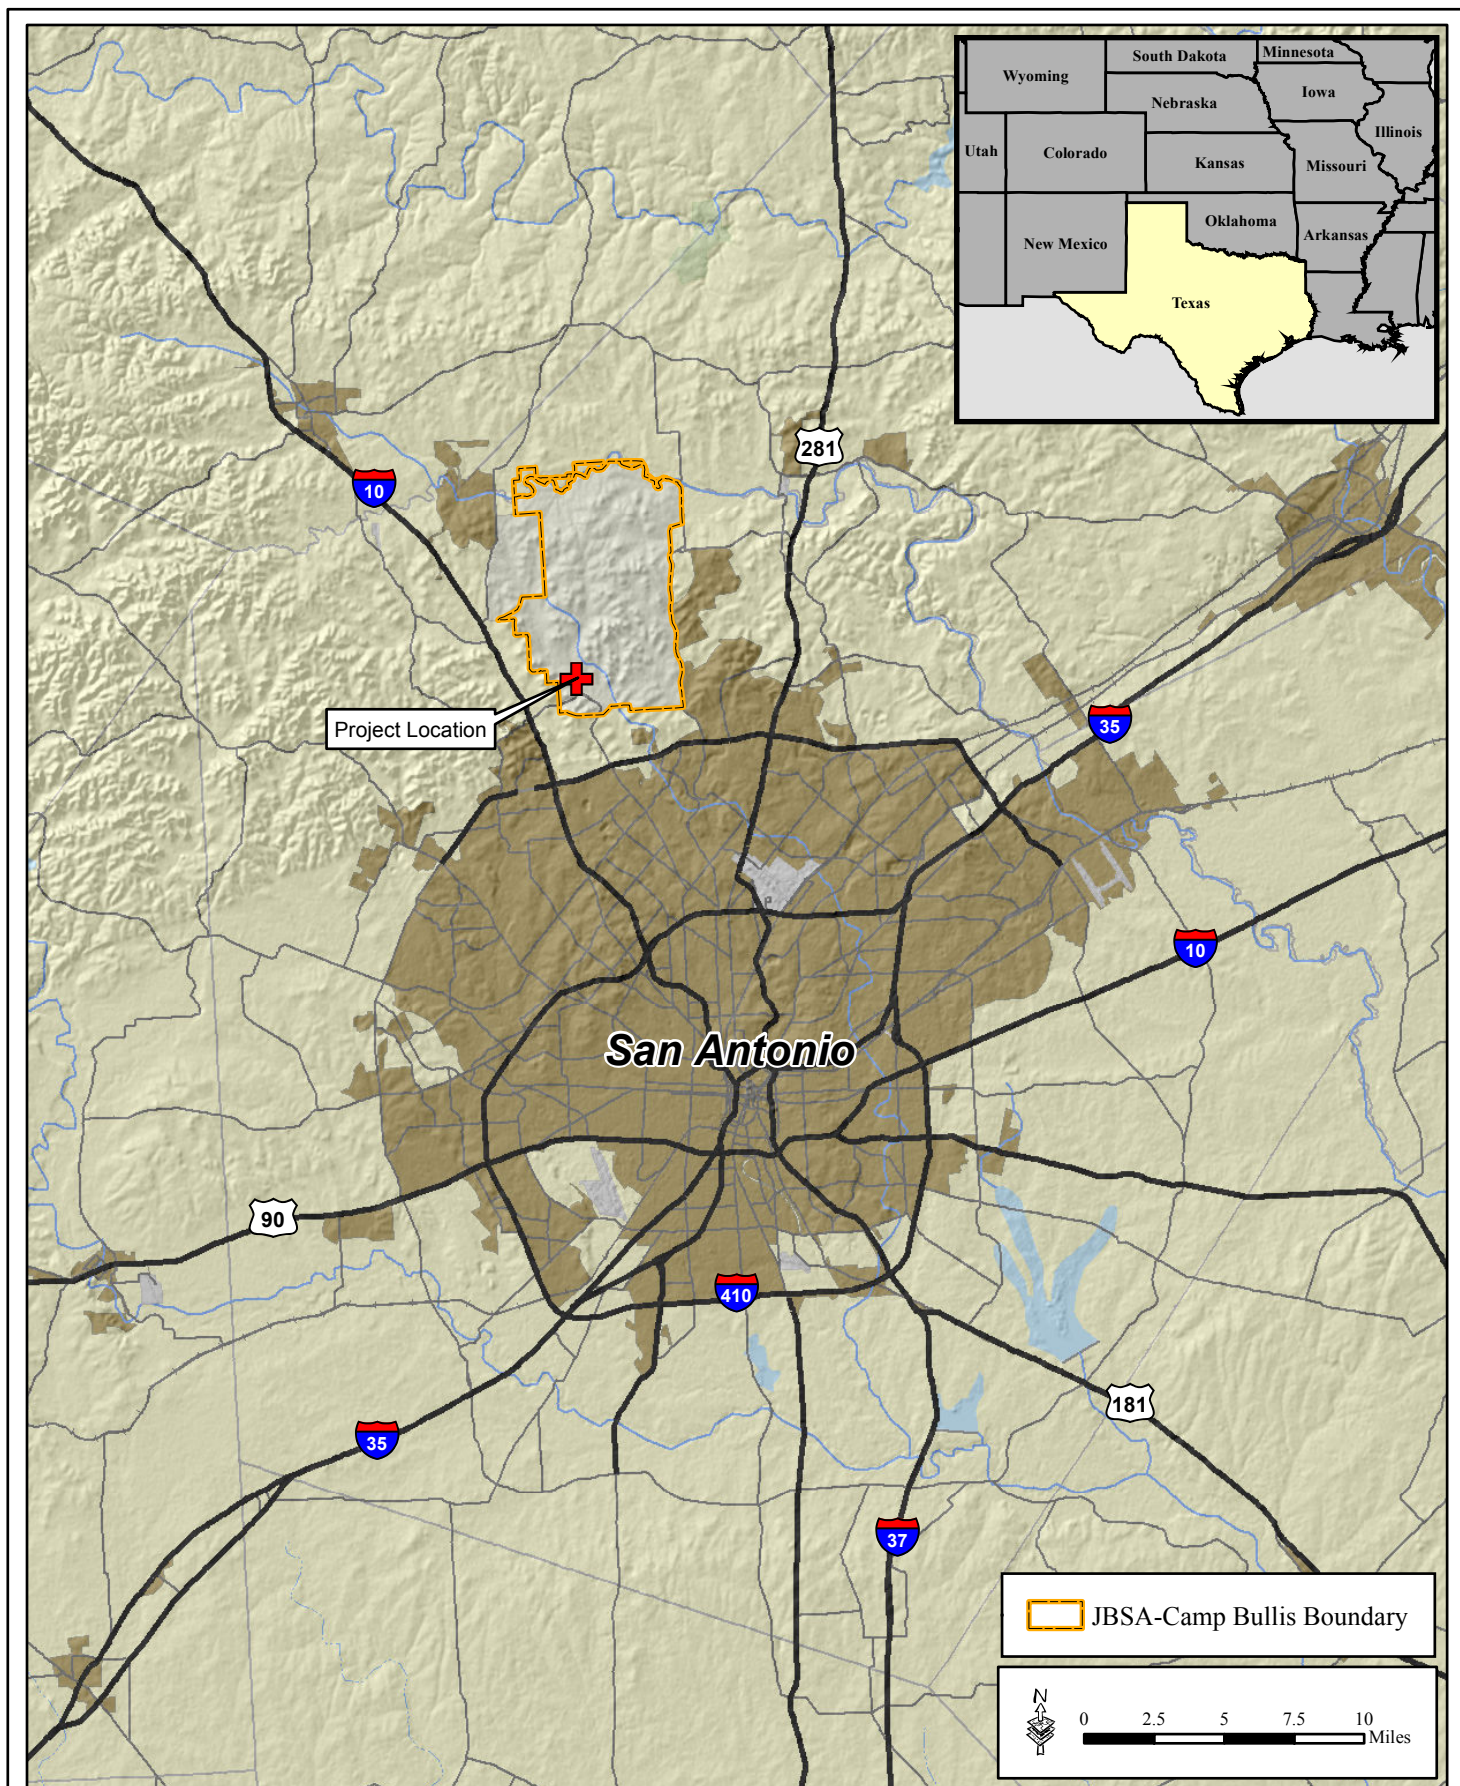 South Dakota
Minnesota
Wyoming
Iowa
Nebraska
Illinois
Utah
Colorado
Kansas
Missouri
Oklahoma
New Mexico
Arkansas
Texas
281
10
35
Project Location
10
San Antonio
90
410
181
35
37
JBSA-Camp Bullis Boundary
N
0 2.5 5 7.5 10
Miles